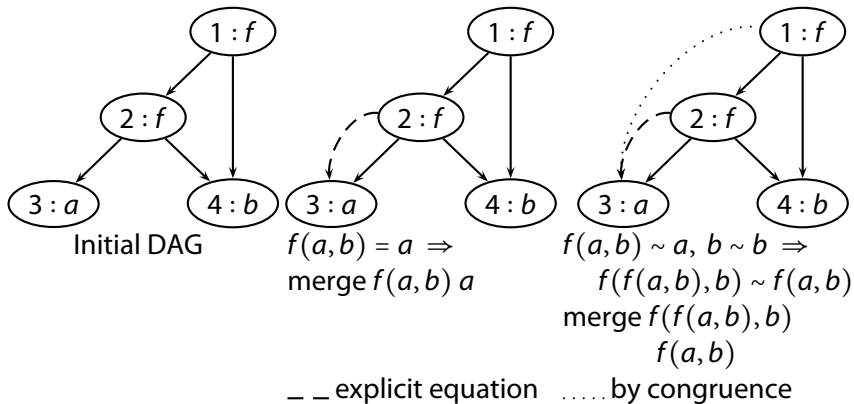 1 : f
2 : f
3 : a
4 : b
Initial DAG
1 : f
2 : f
3 : a
4 : b
f(a, b) = a ⇒
merge f(a, b) a
1 : f
2 : f
3 : a
4 : b
f(a, b) ~ a, b ~ b ⇒
f(f(a, b), b) ~ f(a, b)
merge f(f(a, b), b)
f(a, b)
_ _ explicit equation ..... by congruence